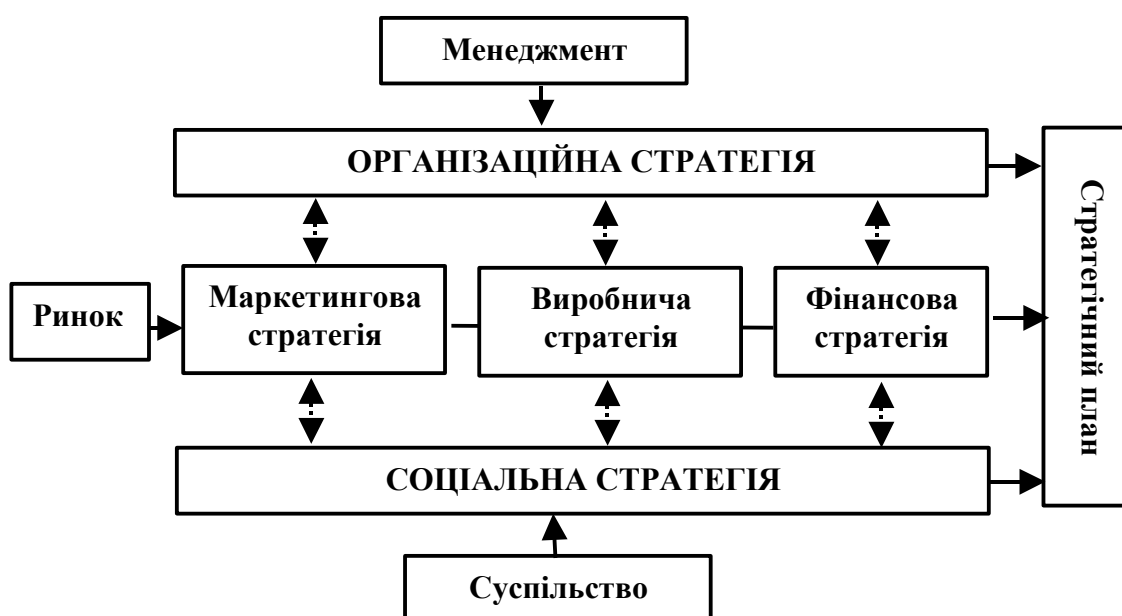 Менеджмент
ОРГАНІЗАЦІЙНА СТРАТЕГІЯ
Ринок
Маркетингова
стратегія
Виробнича
стратегія
Фінансова
стратегія
Стратегічний план
СОЦІАЛЬНА СТРАТЕГІЯ
Суспільство